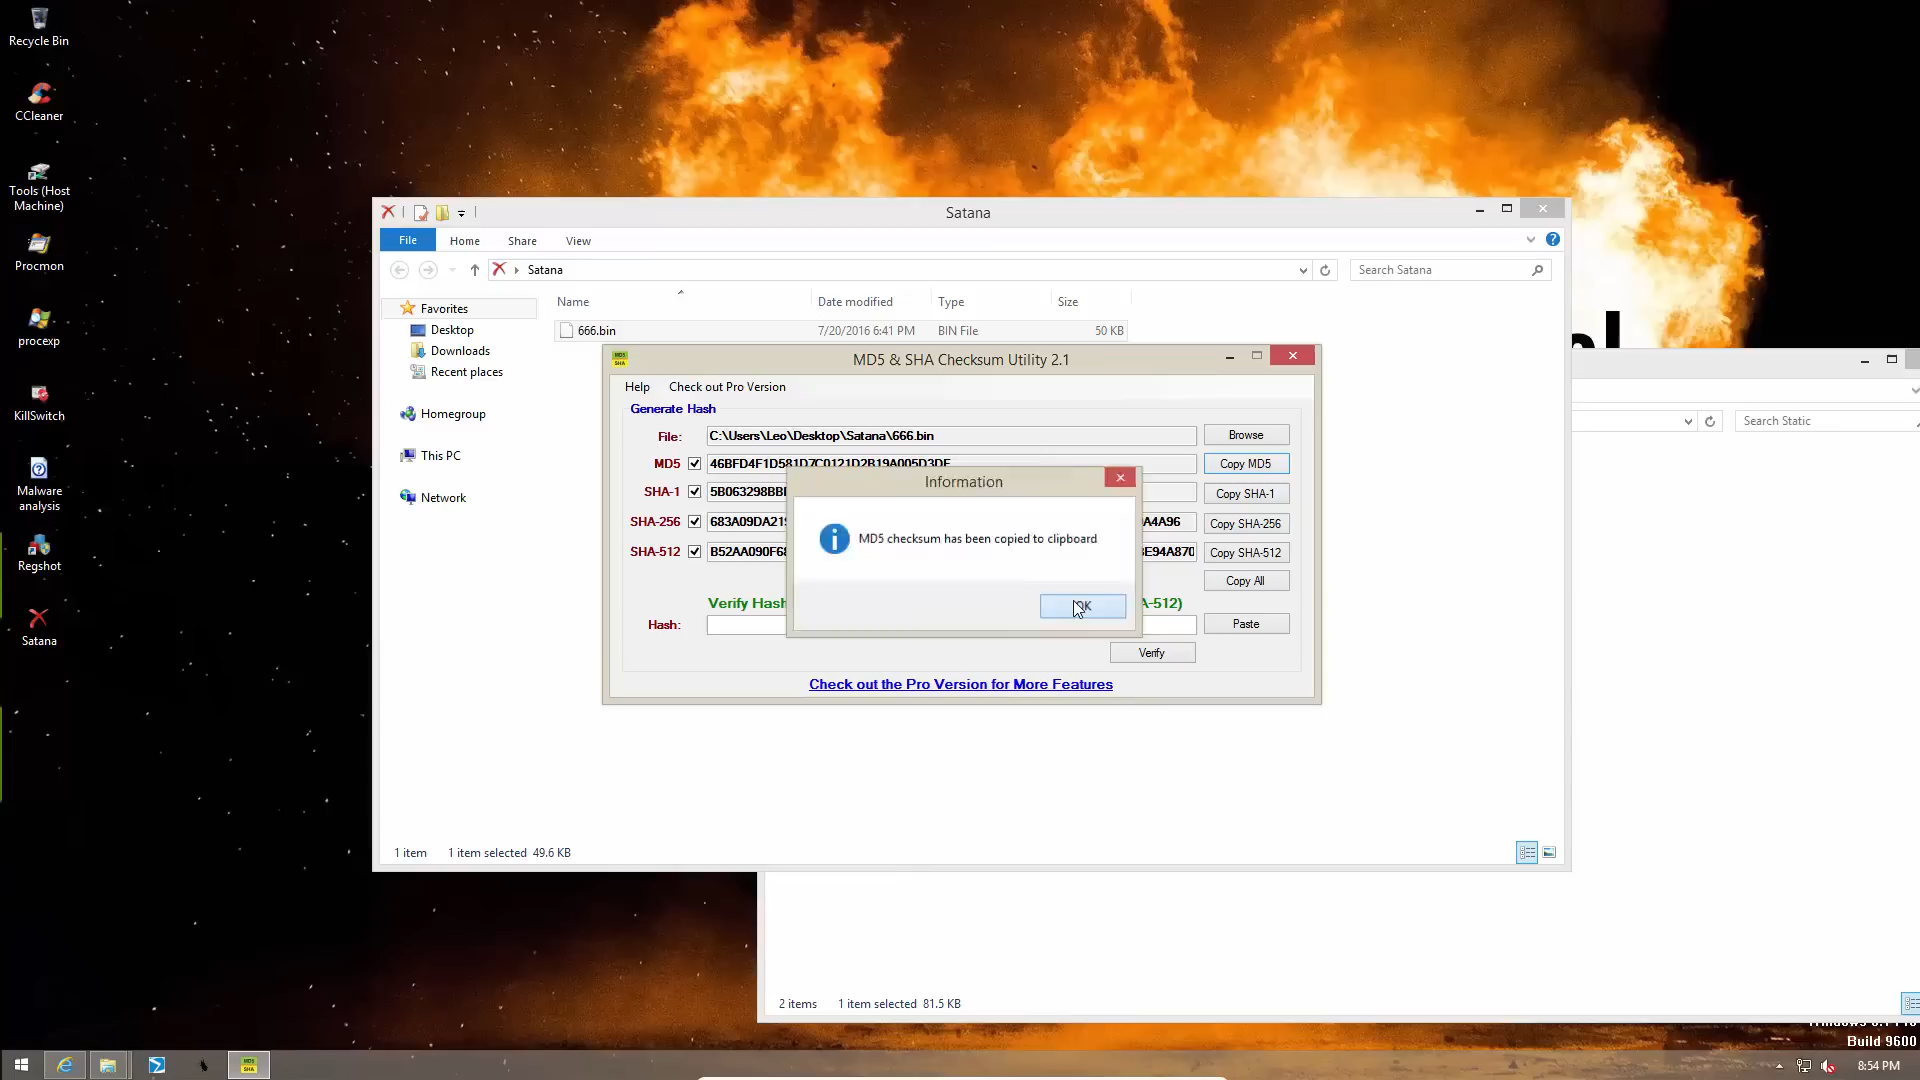 Recycle Bin
CCleaner
Tools (Host
Machine)
Procmon
procexp
KillSwitch
Malware
analysis
Regshot
Satana
Satana
File
Home
Share
View
Satana
Search Satana
Favorites
Desktop
Downloads
Recent places
Homegroup
This PC
Network
Name
Date modified
Type
Size
666.bin
7/20/2016 6:41 PM
BIN File
50 KB
MD5 & SHA Checksum Utility 2.1
Help
Check out Pro Version
Generate Hash
File:
C:\Users\Leo\Desktop\Satana\666.bin
Browse
MD5
46BFD4F1D581D7C0121D2B19A005D3DF
Copy MD5
SHA-1
5B063298BB
Copy SHA-1
SHA-256
683A09DA21
A4A96
Copy SHA-256
SHA-512
B52AA090F6
E94A870
Copy SHA-512
Copy All
Information
MD5 checksum has been copied to clipboard
OK
Verify Hash
-512)
Hash:
Paste
Verify
Check out the Pro Version for More Features
1 item
1 item selected 49.6 KB
Search Static
2 items
1 item selected 81.5 KB
Build 9600
8:54 PM